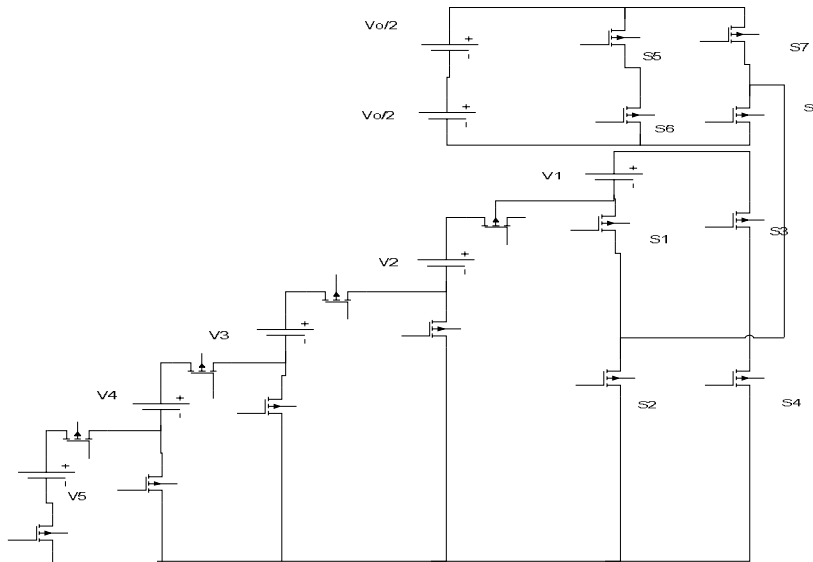 Vo/2
+
-
S5
S7
Vo/2
+
-
S6
S
V1
+
-
S1
S3
V2
+
-
V3
+
-
V4
+
-
S2
S4
V5
+
-